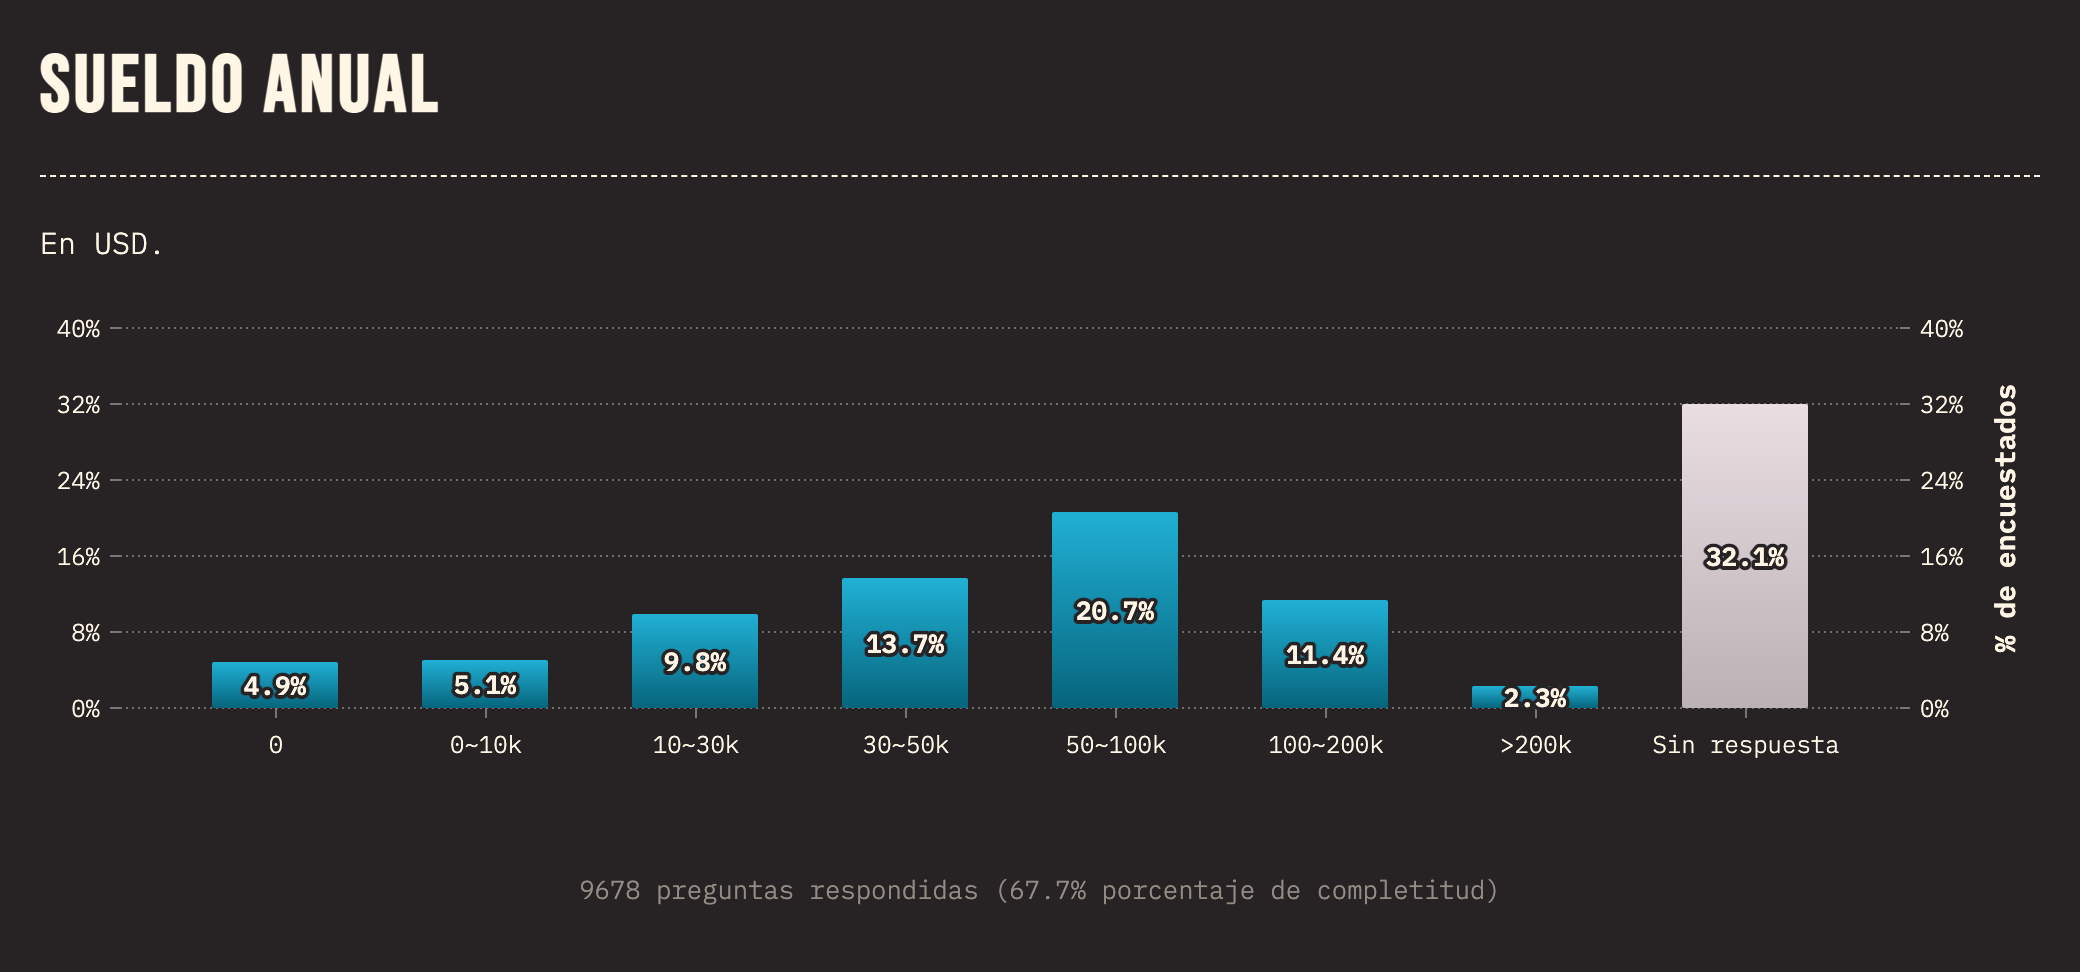 SUELDO ANUAL
En USD.
40% 40%
32% 32%
24% 24%
16% 16%
8% 8%
0% 0%
% de encuestados
4.9% 5.1% 9.8% 13.7% 20.7% 11.4% 2.3% 32.1%
0 0~10k 10~30k 30~50k 50~100k 100~200k >200k Sin respuesta
9678 preguntas respondidas (67.7% porcentaje de completitud)